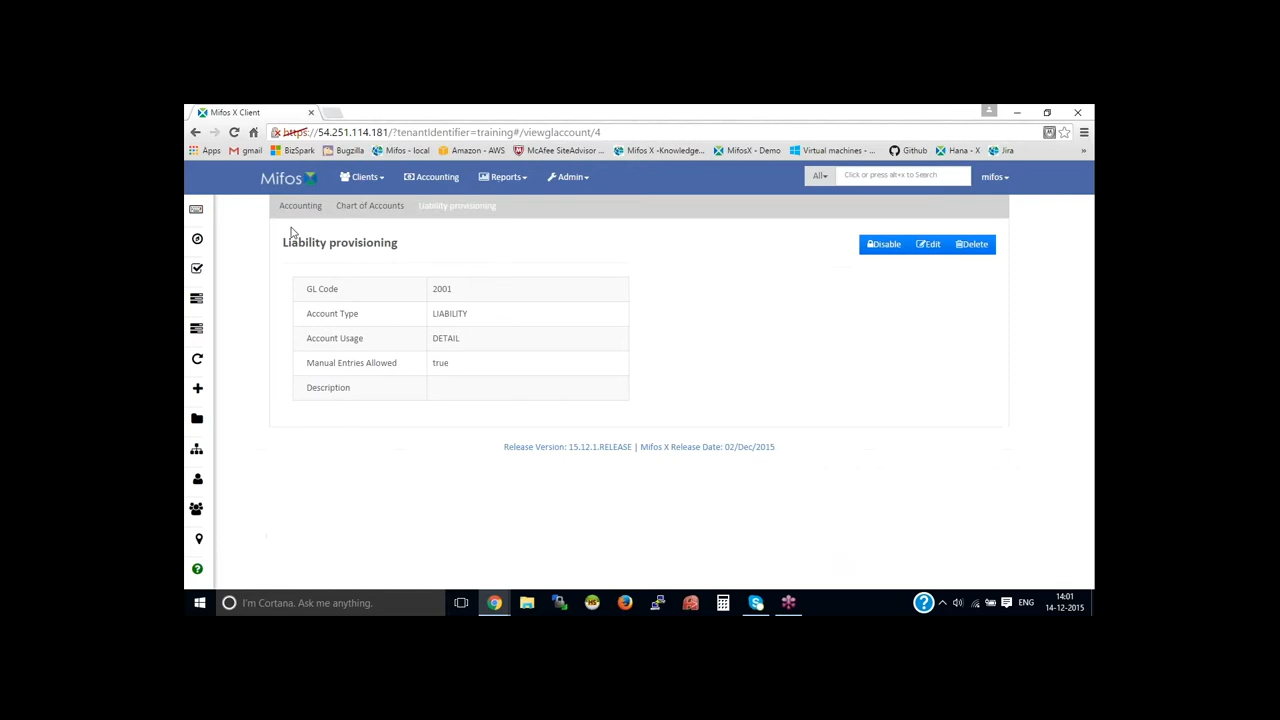 Mifos X Client
https://54.251.114.181/?tenantIdentifier=training#/viewglaccount/4
Apps gmail BizSpark Bugzilla Mifos - local Amazon - AWS McAfee SiteAdvisor ... Mifos X -Knowledge... MifosX - Demo Virtual machines - ... Github Hana - X Jira »
Mifos Clients Accounting Reports Admin All Click or press alt+x to Search mifos
Accounting Chart of Accounts Liability provisioning
Liability provisioning Disable Edit Delete
GL Code 2001
Account Type LIABILITY
Account Usage DETAIL
Manual Entries Allowed true
Description
Release Version: 15.12.1.RELEASE | Mifos X Release Date: 02/Dec/2015
I'm Cortana. Ask me anything. ENG 14:01
14-12-2015